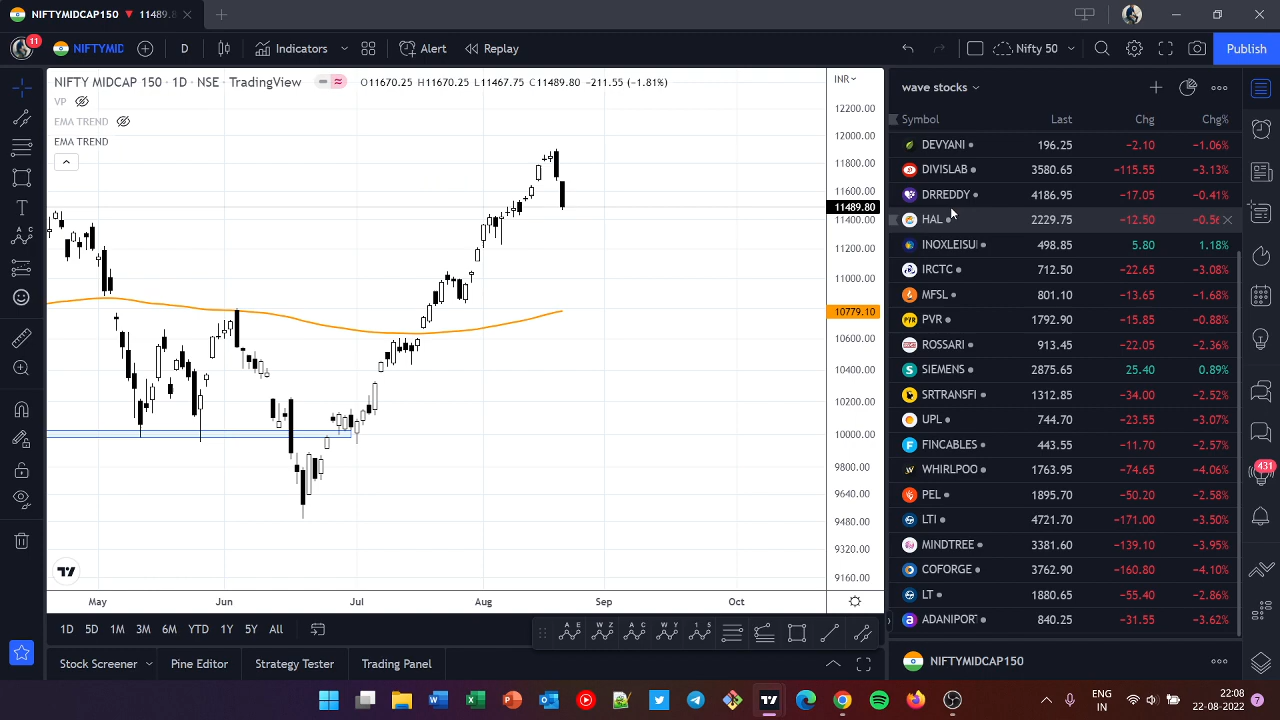 NIFTYMIDCAP150 ▼ 11489.8
11 NIFTYMID D Indicators Alert Replay Nifty 50 Publish
NIFTY MIDCAP 150 · 1D · NSE · TradingView O11670.25 H11670.25 L11467.75 C11489.80 −211.55 (−1.81%)
VP
EMA TREND
EMA TREND
INR
12200.00
12000.00
11800.00
11600.00
11489.80
11400.00
11200.00
11000.00
10779.10
10600.00
10400.00
10200.00
10000.00
9800.00
9640.00
9480.00
9320.00
9160.00
May Jun Jul Aug Sep Oct
1D 5D 1M 3M 6M YTD 1Y 5Y All
A E W Z A C W Y 1 5
Stock Screener Pine Editor Strategy Tester Trading Panel
wave stocks
Symbol Last Chg Chg%
DEVYANI 196.25 −2.10 −1.06%
DIVISLAB 3580.65 −115.55 −3.13%
DRREDDY 4186.95 −17.05 −0.41%
HAL 2229.75 −12.50 −0.56
INOXLEISU 498.85 5.80 1.18%
IRCTC 712.50 −22.65 −3.08%
MFSL 801.10 −13.65 −1.68%
PVR 1792.90 −15.85 −0.88%
ROSSARI 913.45 −22.05 −2.36%
SIEMENS 2875.65 25.40 0.89%
SRTRANSFI 1312.85 −34.00 −2.52%
UPL 744.70 −23.55 −3.07%
FINCABLES 443.55 −11.70 −2.57%
WHIRLPOO 1763.95 −74.65 −4.06%
PEL 1895.70 −50.20 −2.58%
LTI 4721.70 −171.00 −3.50%
MINDTREE 3381.60 −139.10 −3.95%
COFORGE 3762.90 −160.80 −4.10%
LT 1880.65 −55.40 −2.86%
ADANIPORT 840.25 −31.55 −3.62%
NIFTYMIDCAP150
431
ENG
IN
22:08
22-08-2022
7